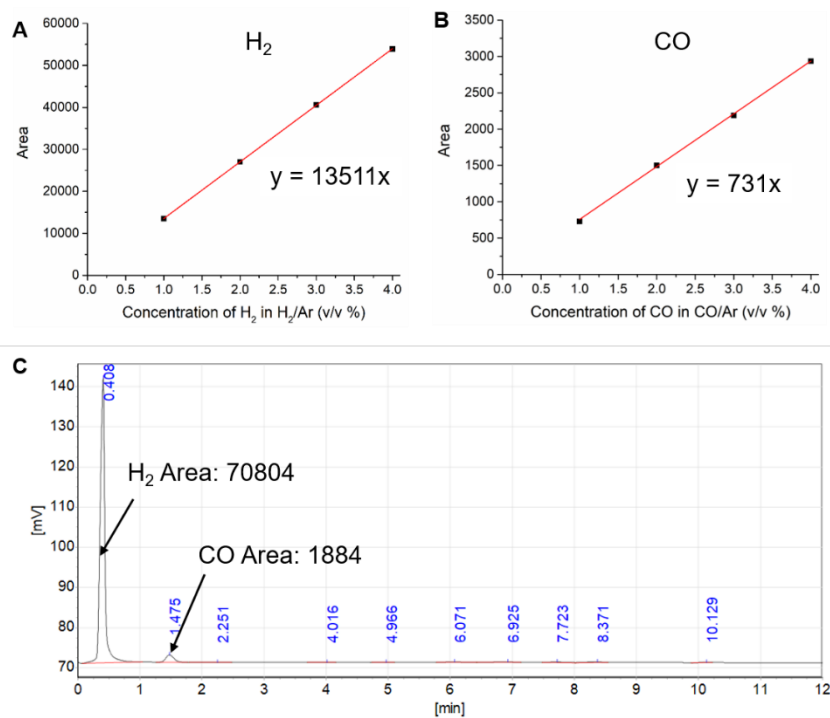 A
H₂
60000
50000
40000
30000
20000
10000
0
Area
y = 13511x
0.0 0.5 1.0 1.5 2.0 2.5 3.0 3.5 4.0
Concentration of H₂ in H₂/Ar (v/v %)
B
CO
3500
3000
2500
2000
1500
1000
500
0
Area
y = 731x
0.0 0.5 1.0 1.5 2.0 2.5 3.0 3.5 4.0
Concentration of CO in CO/Ar (v/v %)
C
140
130
120
110
100
90
80
70
[mV]
0.408
H₂ Area: 70804
CO Area: 1884
1.475
2.251
4.016
4.966
6.071
6.925
7.723
8.371
10.129
0 1 2 3 4 5 6 7 8 9 10 11 12
[min]